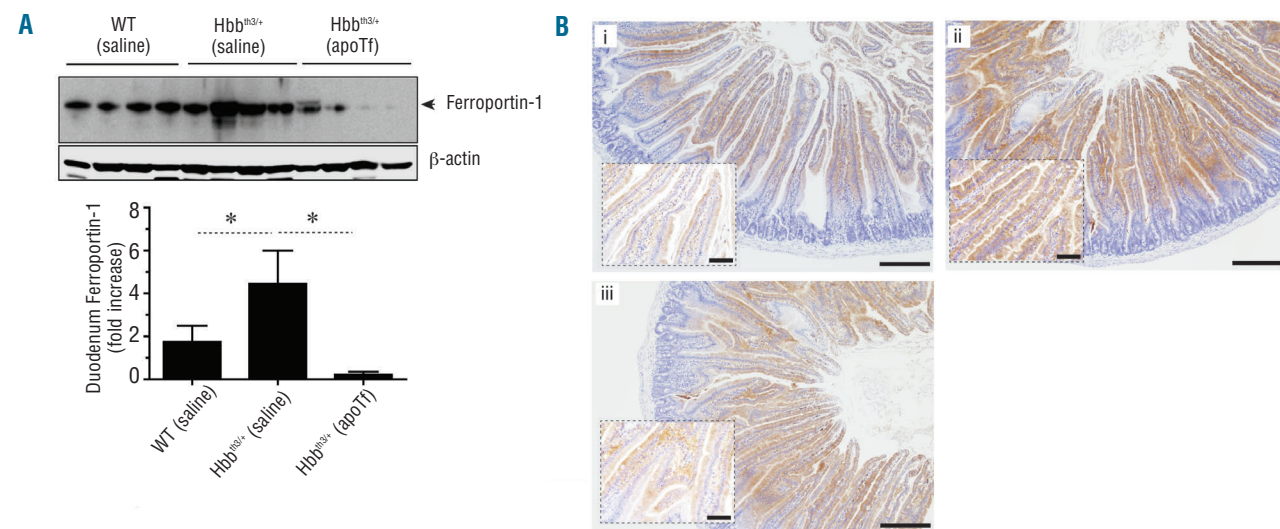 A
WT
(saline)
Hbbth3/+
(saline)
Hbbth3/+
(apoTf)
Ferroportin-1
β-actin
Duodenum Ferroportin-1
(fold increase)
8
6
4
2
0
*
*
WT (saline)
Hbbth3/+ (saline)
Hbbth3/+ (apoTf)
B
i
ii
iii